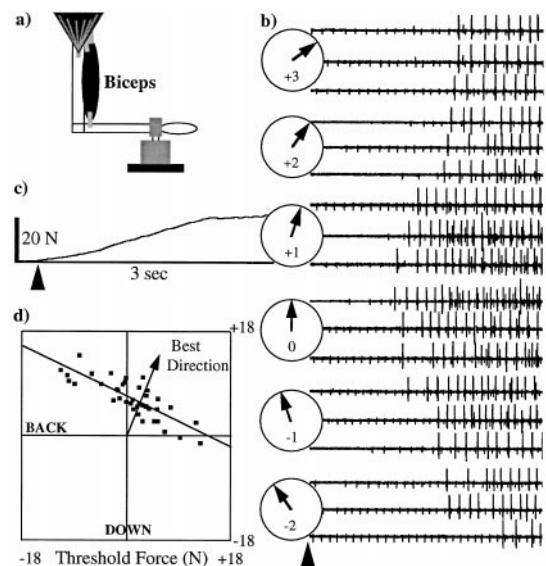 a)
Biceps
b)
+3
+2
c)
20 N
3 sec
+1
d)
+18
Best
Direction
0
BACK
-1
DOWN
-2
-18
-18 Threshold Force (N) +18